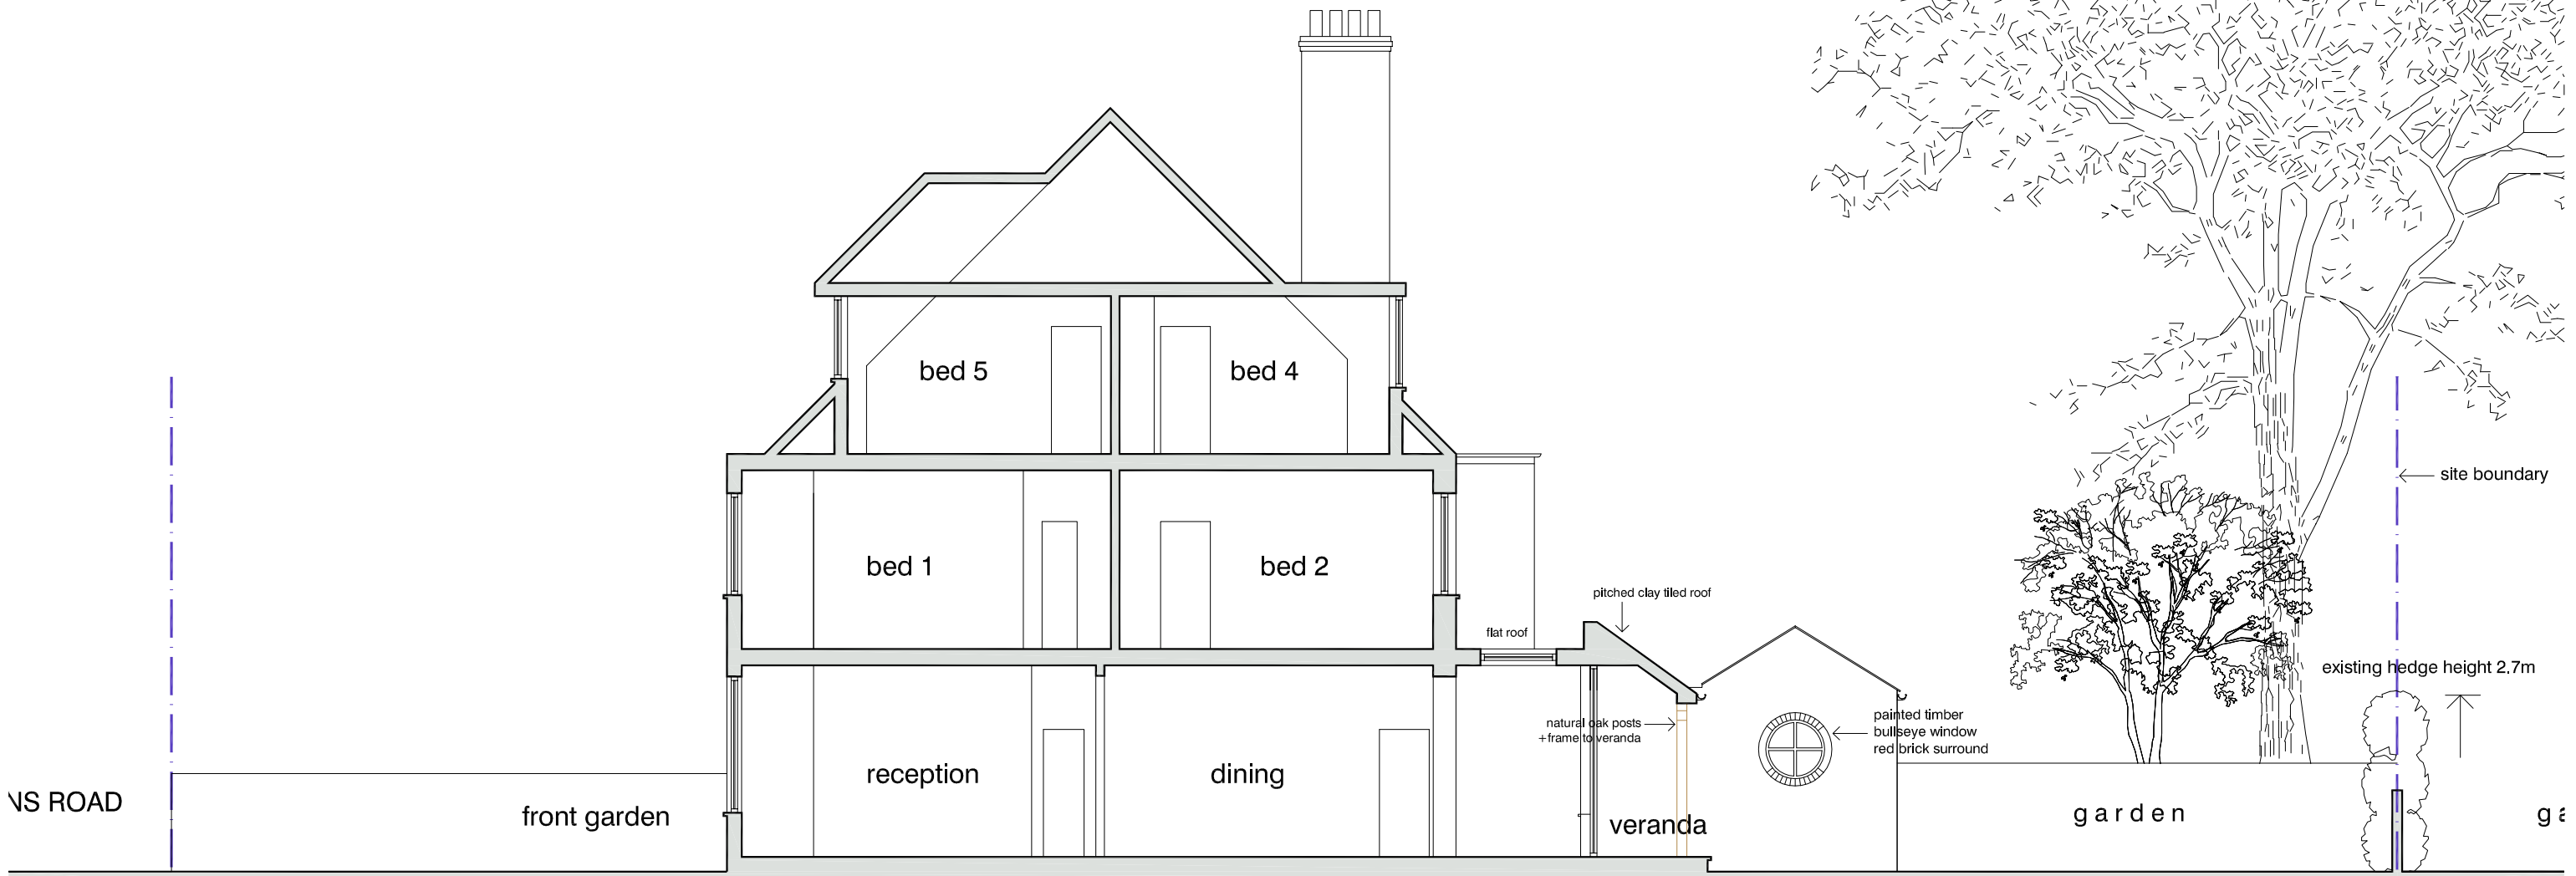 bed 5
bed 4
site boundary
bed 1
bed 2
pitched clay tiled roof
flat roof
existing hedge height 2.7m
natural oak posts
+frame to veranda
painted timber
bullseye window
red brick surround
reception
dining
NS ROAD
front garden
veranda
garden
ga